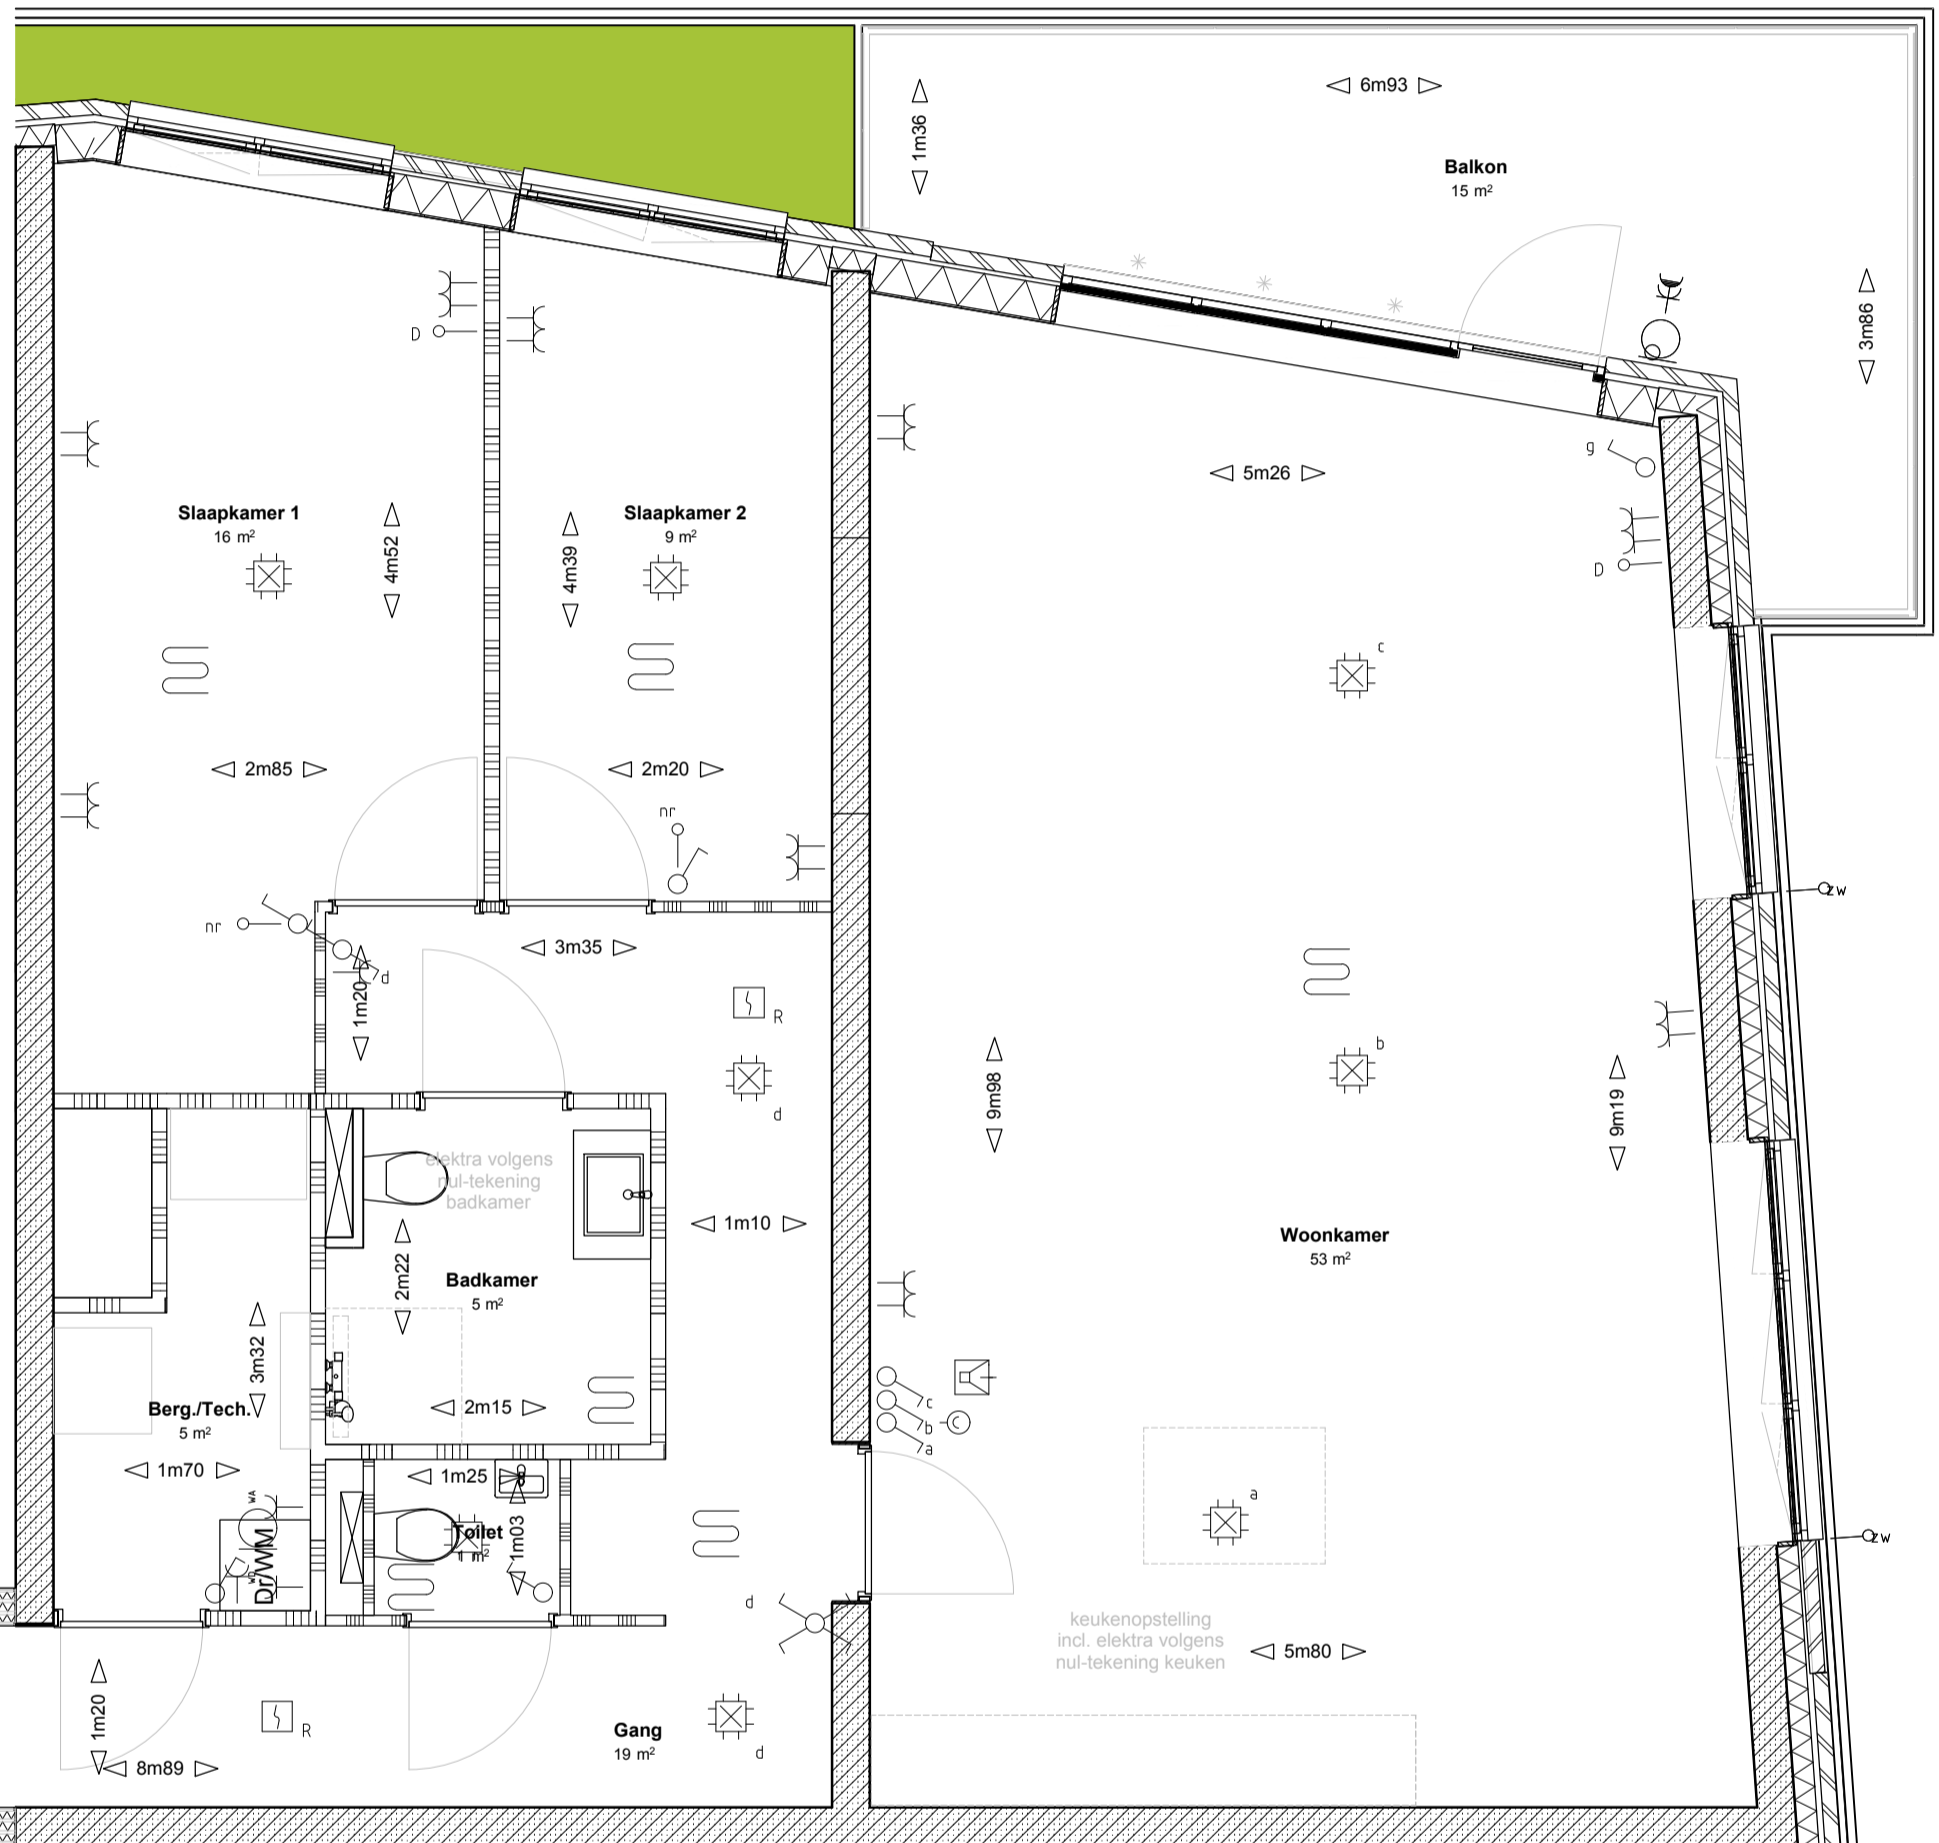 6m93
1m36
Balkon
15 m²
3m86
D
g
5m26
D
Slaapkamer 1
16 m²
4m52
4m39
Slaapkamer 2
9 m²
c
2m85
2m20
nr
zw
nr
3m35
d
1m20
R
b
d
9m98
9m19
elektra volgens
nul-tekening
badkamer
1m10
2m22
Badkamer
5 m²
Woonkamer
53 m²
3m32
Berg./Tech.
5 m²
2m15
c
b
a
C
1m70
1m25
WA
Toilet
1 m²
1m03
a
zw
WD
Dr/WM
d
keukenopstelling
incl. elektra volgens
nul-tekening keuken
5m80
1m20
R
Gang
19 m²
d
8m89